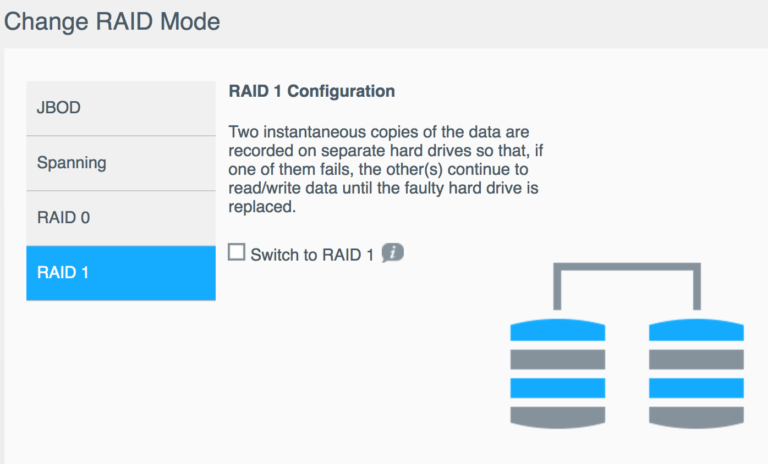 Change RAID Mode
JBOD
Spanning
RAID 0
RAID 1
RAID 1 Configuration
Two instantaneous copies of the data are
recorded on separate hard drives so that, if
one of them fails, the other(s) continue to
read/write data until the faulty hard drive is
replaced.
Switch to RAID 1 i